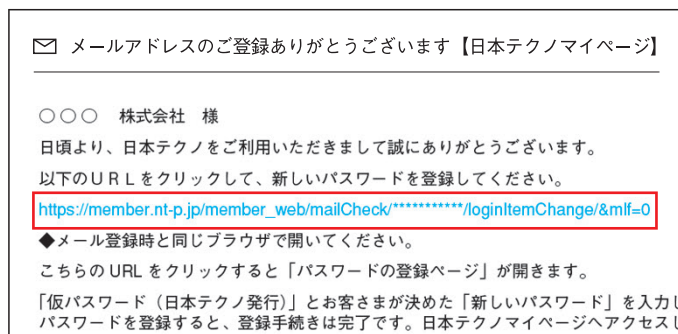 メールアドレスのご登録ありがとうございます【日本テクノマイページ】
○○○　株式会社　様
日頃より、日本テクノをご利用いただきまして誠にありがとうございます。
以下のＵＲＬをクリックして、新しいパスワードを登録してください。
https://member.nt-p.jp/member_web/mailCheck/***********/loginItemChange/&mlf=0
◆メール登録時と同じブラウザで開いてください。
こちらの URL をクリックすると「パスワードの登録ページ」が開きます。
「仮パスワード（日本テクノ発行）」とお客さまが決めた「新しいパスワード」を入力し
パスワードを登録すると、登録手続きは完了です。日本テクノマイページへアクセスし